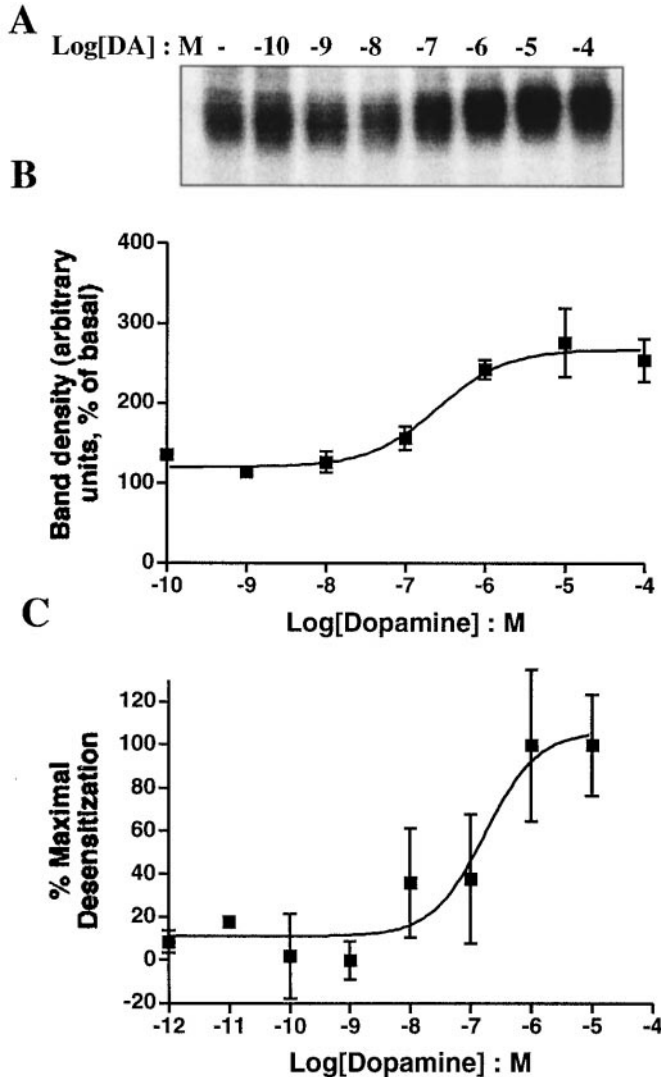 A
Log[DA] : M - -10 -9 -8 -7 -6 -5 -4
B
Band density (arbitrary
units, % of basal)
400
300
200
100
0
-10 -9 -8 -7 -6 -5 -4
Log[Dopamine] : M
C
% Maximal
Desensitization
120
100
80
60
40
20
0
-20
-12 -11 -10 -9 -8 -7 -6 -5 -4
Log[Dopamine] : M